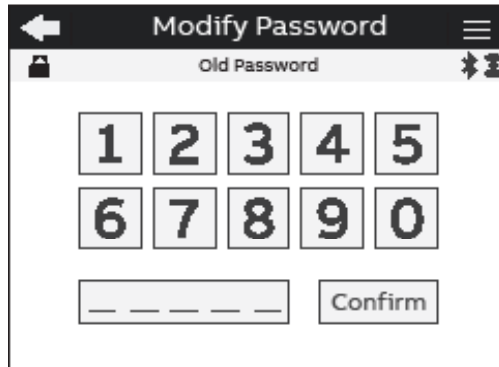 Modify Password
Old Password
1 2 3 4 5
6 7 8 9 0
_ _ _ _ _ Confirm